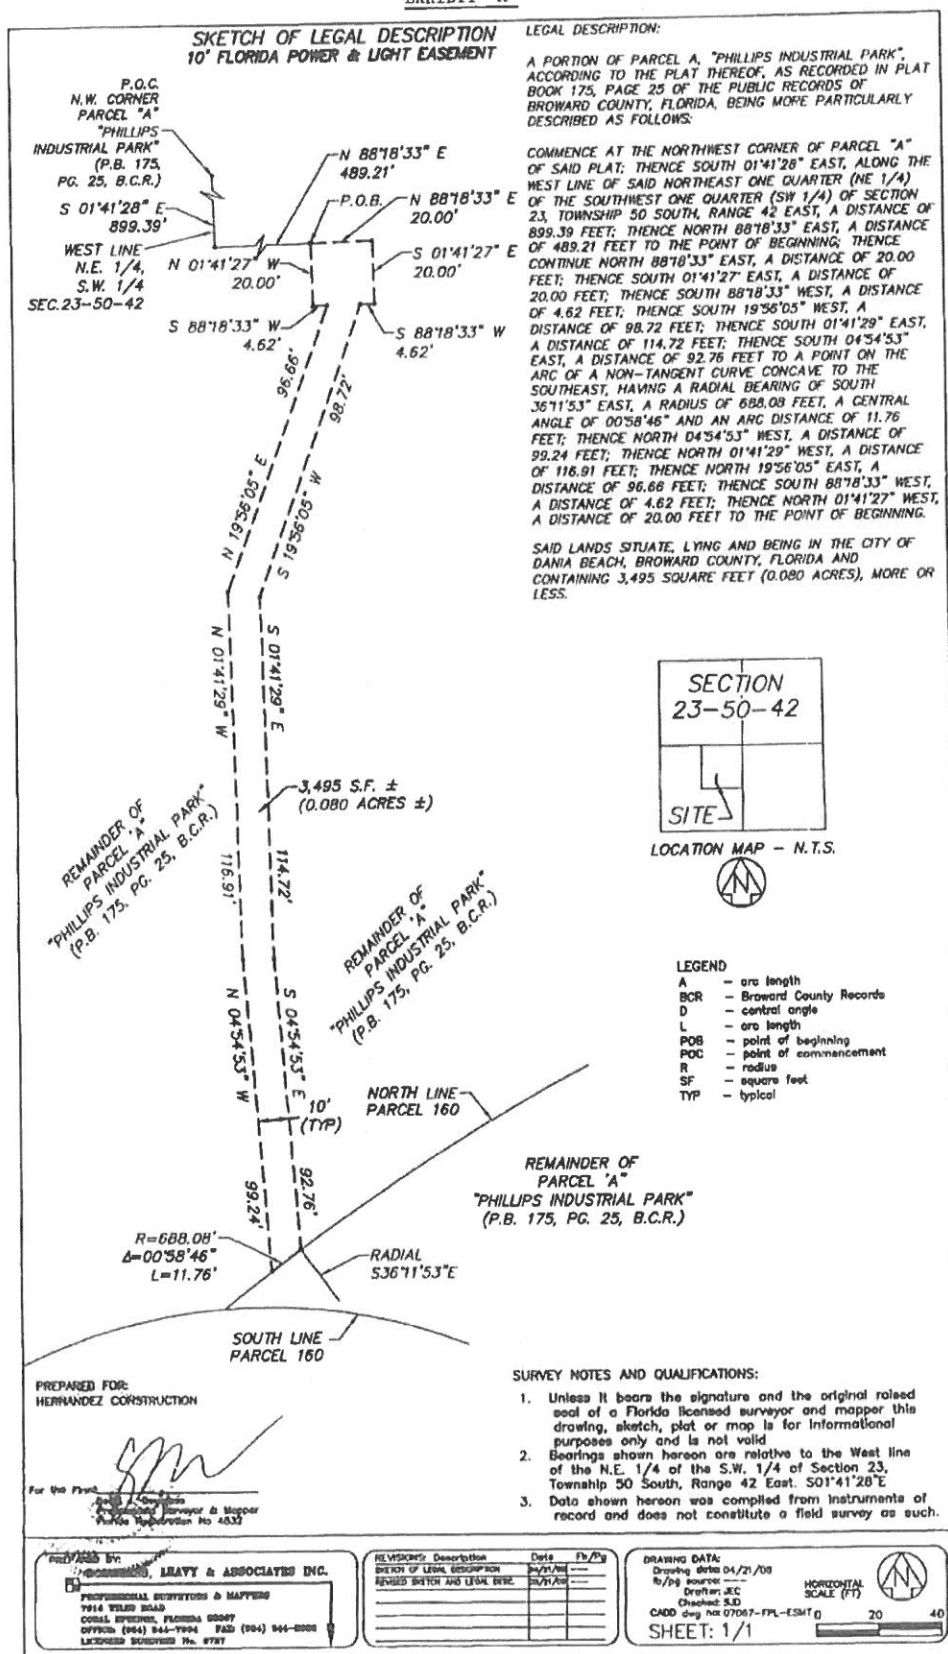 SKETCH OF LEGAL DESCRIPTION
10' FLORIDA POWER & LIGHT EASEMENT
P.O.C.
N.W. CORNER
PARCEL "A"
"PHILLIPS
INDUSTRIAL PARK"
(P.B. 175,
PG. 25, B.C.R.)
S 01°41'28" E
899.39'
WEST LINE
N.E. 1/4,
S.W. 1/4
SEC.23-50-42
N 88°18'33" E
489.21'
P.O.B.
N 88°18'33" E
20.00'
N 01°41'27" W
20.00'
S 01°41'27" E
20.00'
S 88°18'33" W
4.62'
S 88°18'33" W
4.62'
96.66'
98.72'
N 19°56'05" E
S 19°56'05" W
N 01°41'29" W
S 01°41'29" E
3,495 S.F. ±
(0.080 ACRES ±)
REMAINDER OF
PARCEL 'A'
"PHILLIPS INDUSTRIAL PARK"
(P.B. 175, PG. 25, B.C.R.)
116.91'
114.72'
REMAINDER OF
PARCEL 'A'
"PHILLIPS INDUSTRIAL PARK"
(P.B. 175, PG. 25, B.C.R.)
N 04°54'53" W
S 04°54'53" E
10'
(TYP)
NORTH LINE
PARCEL 160
99.24'
92.76'
REMAINDER OF
PARCEL 'A'
"PHILLIPS INDUSTRIAL PARK"
(P.B. 175, PG. 25, B.C.R.)
R=688.08'
Δ=00°58'46"
L=11.76'
RADIAL
S36°11'53"E
SOUTH LINE
PARCEL 160
LEGAL DESCRIPTION:
A PORTION OF PARCEL A, "PHILLIPS INDUSTRIAL PARK",
ACCORDING TO THE PLAT THEREOF, AS RECORDED IN PLAT
BOOK 175, PAGE 25 OF THE PUBLIC RECORDS OF
BROWARD COUNTY, FLORIDA, BEING MORE PARTICULARLY
DESCRIBED AS FOLLOWS:
COMMENCE AT THE NORTHWEST CORNER OF PARCEL "A"
OF SAID PLAT; THENCE SOUTH 01°41'28" EAST, ALONG THE
WEST LINE OF SAID NORTHEAST ONE QUARTER (NE 1/4)
OF THE SOUTHWEST ONE QUARTER (SW 1/4) OF SECTION
23, TOWNSHIP 50 SOUTH, RANGE 42 EAST, A DISTANCE OF
899.39 FEET; THENCE NORTH 88°18'33" EAST, A DISTANCE
OF 489.21 FEET TO THE POINT OF BEGINNING; THENCE
CONTINUE NORTH 88°18'33" EAST, A DISTANCE OF 20.00
FEET; THENCE SOUTH 01°41'27" EAST, A DISTANCE OF
20.00 FEET; THENCE SOUTH 88°18'33" WEST, A DISTANCE
OF 4.62 FEET; THENCE SOUTH 19°56'05" WEST, A
DISTANCE OF 98.72 FEET; THENCE SOUTH 01°41'29" EAST,
A DISTANCE OF 114.72 FEET; THENCE SOUTH 04°54'53"
EAST, A DISTANCE OF 92.76 FEET TO A POINT ON THE
ARC OF A NON-TANGENT CURVE CONCAVE TO THE
SOUTHEAST, HAVING A RADIAL BEARING OF SOUTH
36°11'53" EAST, A RADIUS OF 688.08 FEET, A CENTRAL
ANGLE OF 00°58'46" AND AN ARC DISTANCE OF 11.76
FEET; THENCE NORTH 04°54'53" WEST, A DISTANCE OF
99.24 FEET; THENCE NORTH 01°41'29" WEST, A DISTANCE
OF 116.91 FEET; THENCE NORTH 19°56'05" EAST, A
DISTANCE OF 96.66 FEET; THENCE SOUTH 88°18'33" WEST,
A DISTANCE OF 4.62 FEET; THENCE NORTH 01°41'27" WEST,
A DISTANCE OF 20.00 FEET TO THE POINT OF BEGINNING.
SAID LANDS SITUATE, LYING AND BEING IN THE CITY OF
DANIA BEACH, BROWARD COUNTY, FLORIDA AND
CONTAINING 3,495 SQUARE FEET (0.080 ACRES), MORE OR
LESS.
SECTION
23-50-42
SITE
LOCATION MAP - N.T.S.
N
LEGEND
A - arc length
BCR - Broward County Records
D - central angle
L - arc length
POB - point of beginning
POC - point of commencement
R - radius
SF - square feet
TYP - typical
PREPARED FOR:
HERNANDEZ CONSTRUCTION
For the Firm
Surveyor & Mapper
Florida Registration No 4832
SURVEY NOTES AND QUALIFICATIONS:
1. Unless it bears the signature and the original raised
seal of a Florida licensed surveyor and mapper this
drawing, sketch, plat or map is for informational
purposes only and is not valid
2. Bearings shown hereon are relative to the West line
of the N.E. 1/4 of the S.W. 1/4 of Section 23,
Township 50 South, Range 42 East. S01°41'28"E
3. Data shown hereon was compiled from instruments of
record and does not constitute a field survey as such.
PREPARED BY:
LEAVY & ASSOCIATES INC.
PROFESSIONAL SURVEYORS & MAPPERS
CORAL SPRINGS, FLORIDA
REVISIONS: Description Date Fb/Pg
SKETCH OF LEGAL DESCRIPTION
REVISED SKETCH AND LEGAL DESC.
DRAWING DATA:
Drawing date: 04/21/08
fb/pg source: ----
Drafter: JEC
Checked: SJD
CADD dwg no: 07067-FPL-ESMT
SHEET: 1/1
HORIZONTAL
SCALE (FT)
N
0 20 40